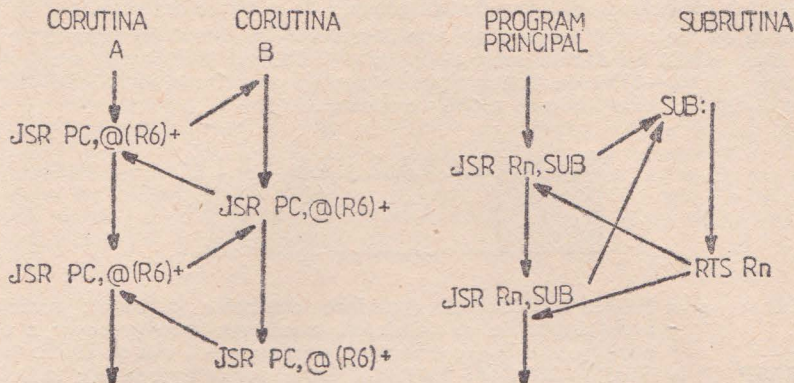 CORUTINA A
CORUTINA B
JSR PC,@(R6)+
JSR PC,@(R6)+
JSR PC,@(R6)+
JSR PC,@(R6)+
PROGRAM
PRINCIPAL
SUBRUTINA
SUB:
JSR Rn,SUB
RTS Rn
JSR Rn,SUB